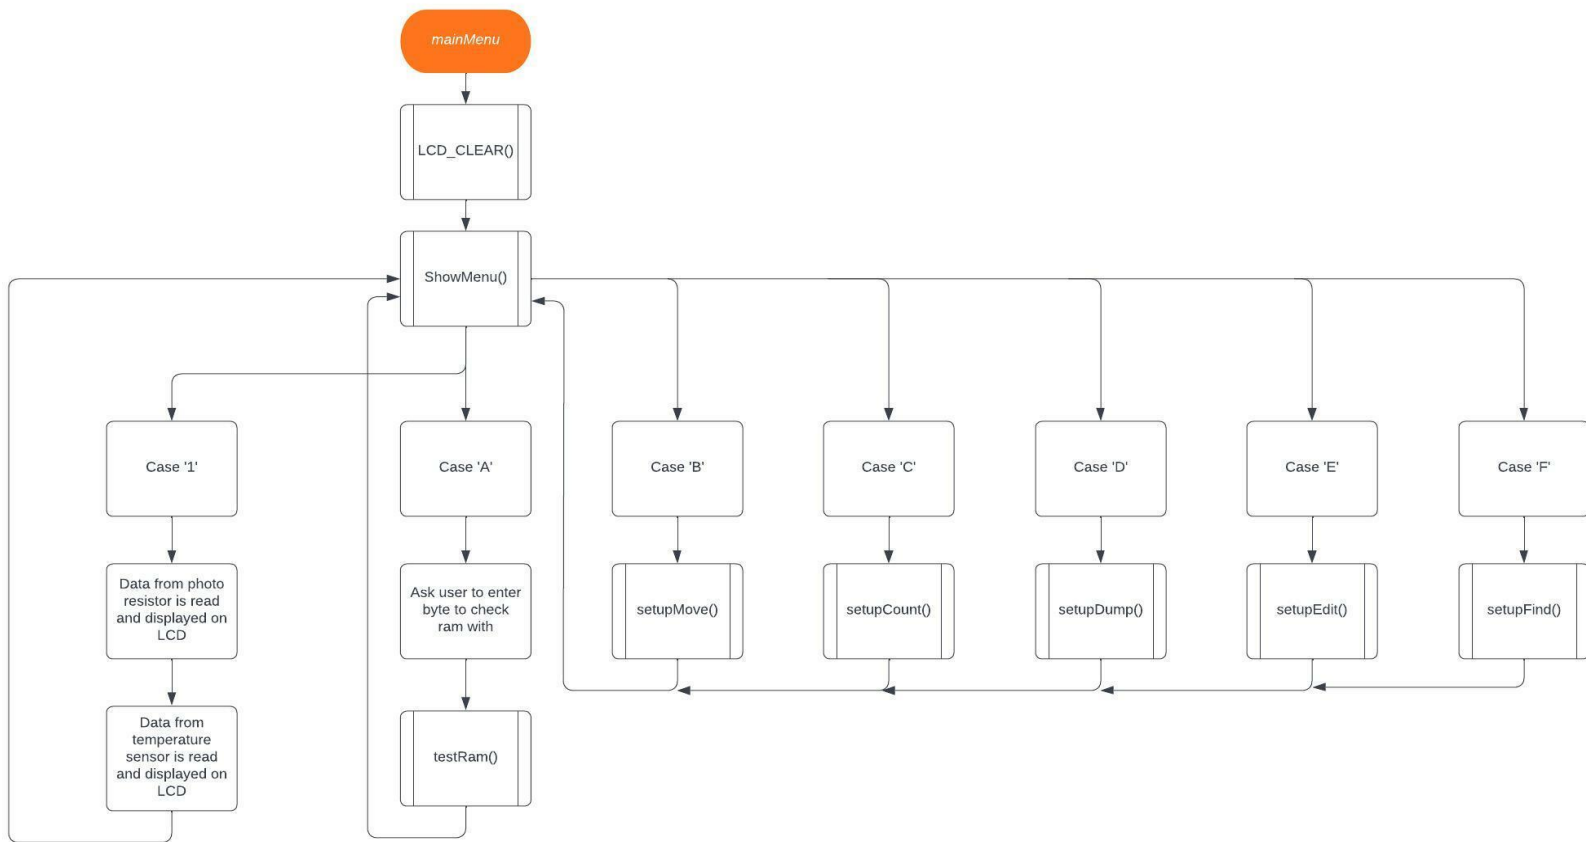 mainMenu
LCD_CLEAR()
ShowMenu()
Case '1'
Case 'A'
Case 'B'
Case 'C'
Case 'D'
Case 'E'
Case 'F'
Data from photo
resistor is read
and displayed on
LCD
Ask user to enter
byte to check
ram with
setupMove()
setupCount()
setupDump()
setupEdit()
setupFind()
Data from
temperature
sensor is read
and displayed on
LCD
testRam()